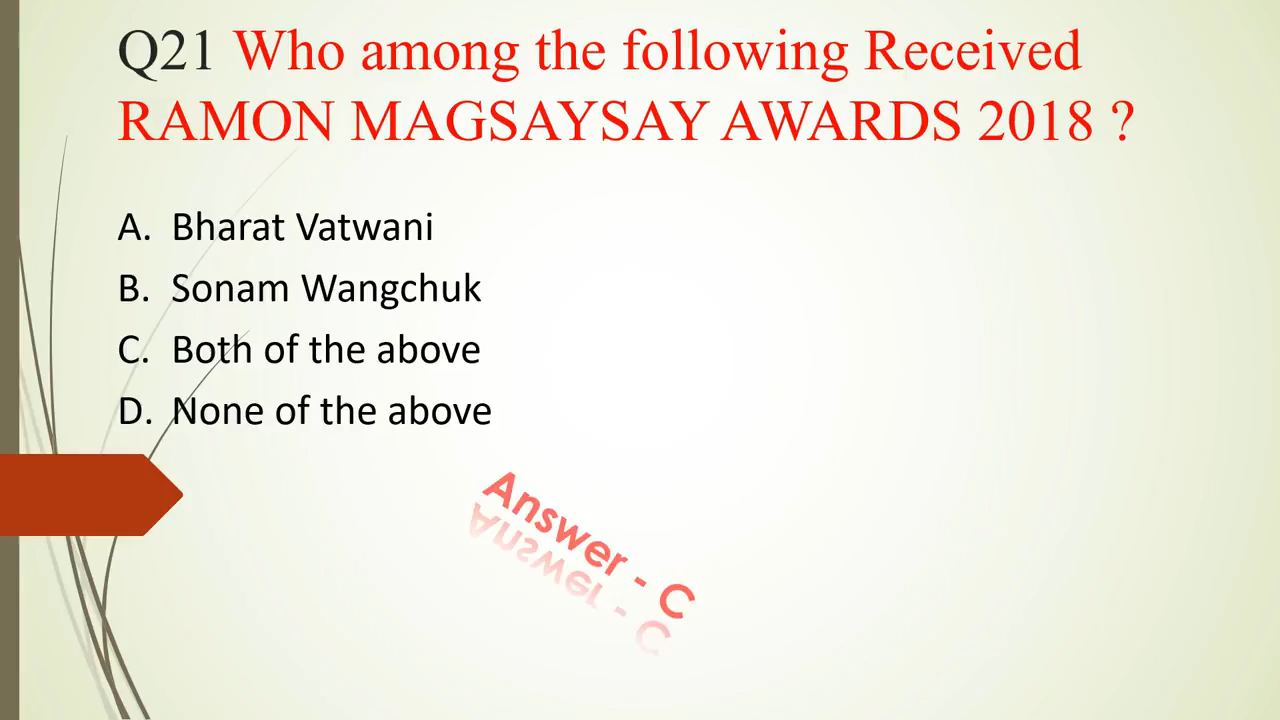 Q21 Who among the following Received
RAMON MAGSAYSAY AWARDS 2018 ?
A. Bharat Vatwani
B. Sonam Wangchuk
C. Both of the above
D. None of the above
Answer - C